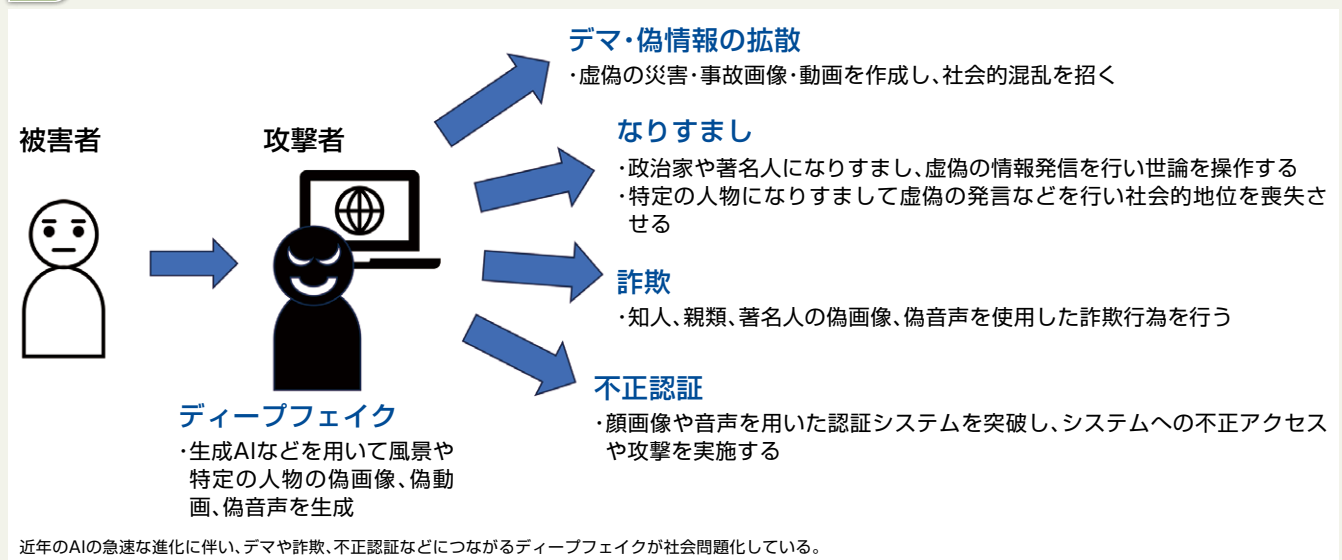 デマ・偽情報の拡散
・虚偽の災害・事故画像・動画を作成し、社会的混乱を招く
被害者
攻撃者
なりすまし
・政治家や著名人になりすまし、虚偽の情報発信を行い世論を操作する
・特定の人物になりすまして虚偽の発言などを行い社会的地位を喪失さ
せる
詐欺
・知人、親類、著名人の偽画像、偽音声を使用した詐欺行為を行う
不正認証
・顔画像や音声を用いた認証システムを突破し、システムへの不正アクセス
や攻撃を実施する
ディープフェイク
・生成AIなどを用いて風景や
特定の人物の偽画像、偽動
画、偽音声を生成
近年のAIの急速な進化に伴い、デマや詐欺、不正認証などにつながるディープフェイクが社会問題化している。